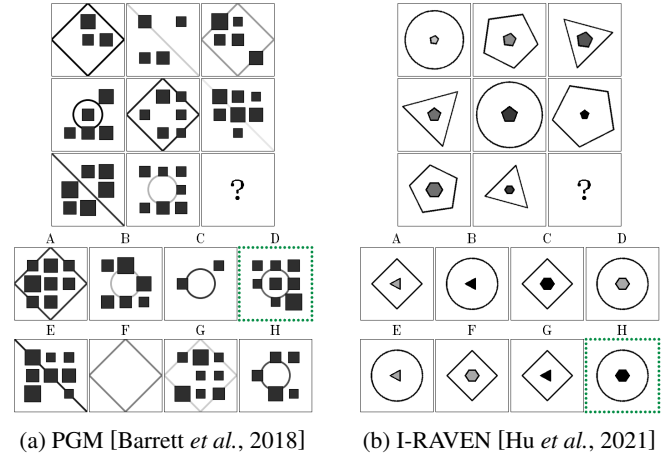 ?
?
A B C D
A B C D
E F G H
E F G H
(a) PGM [Barrett et al., 2018]
(b) I-RAVEN [Hu et al., 2021]